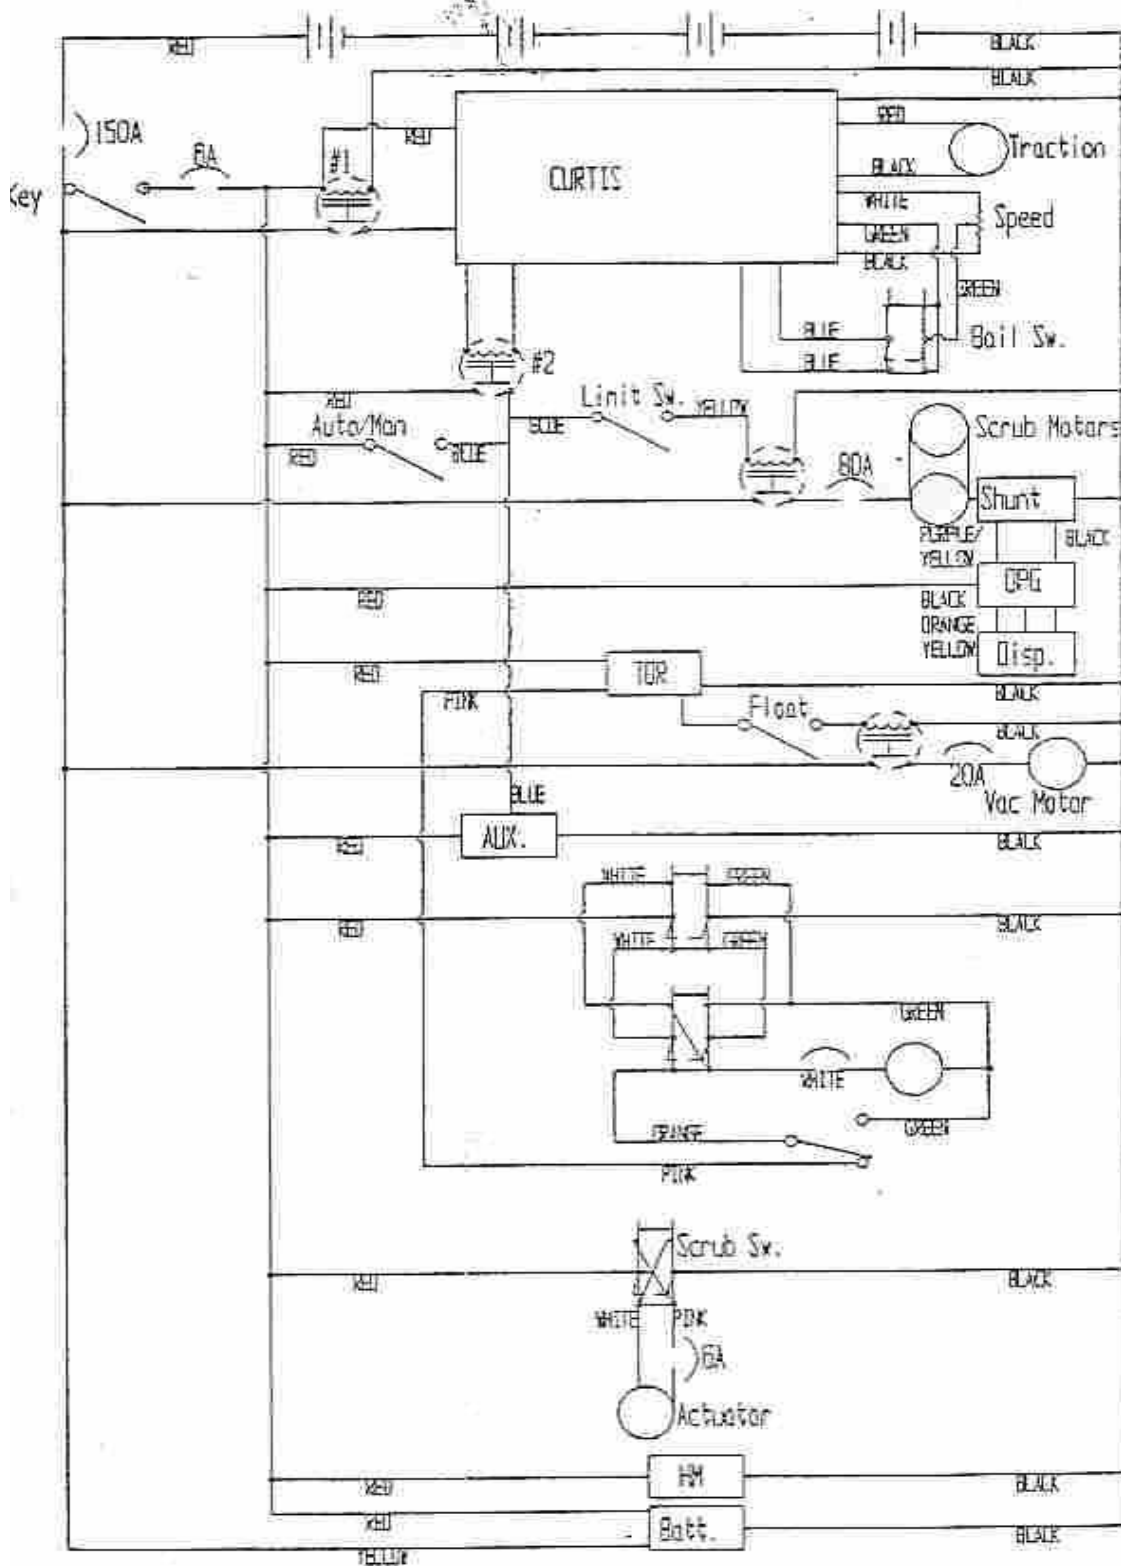 RED
BLACK
BLACK
150A
6A
#1
RED
CURTIS
RED
Traction
BLACK
Key
WHITE
Speed
GREEN
BLACK
GREEN
BLUE
Bail Sw.
BLUE
#2
RED
Limit Sw.
YELLOW
Auto/Man
BLUE
Scrub Motors
RED
BLUE
80A
Shunt
PURPLE/
YELLOW
BLACK
RED
CPG
BLACK
ORANGE
YELLOW
Disp.
RED
TDR
BLACK
PINK
Float
BLACK
20A
Vac Motor
BLUE
RED
AUX.
BLACK
WHITE
GREEN
RED
BLACK
WHITE
GREEN
GREEN
WHITE
ORANGE
GREEN
PINK
Scrub Sw.
RED
BLACK
WHITE
PINK
6A
Actuator
HM
RED
BLACK
RED
Batt.
BLACK
YELLOW